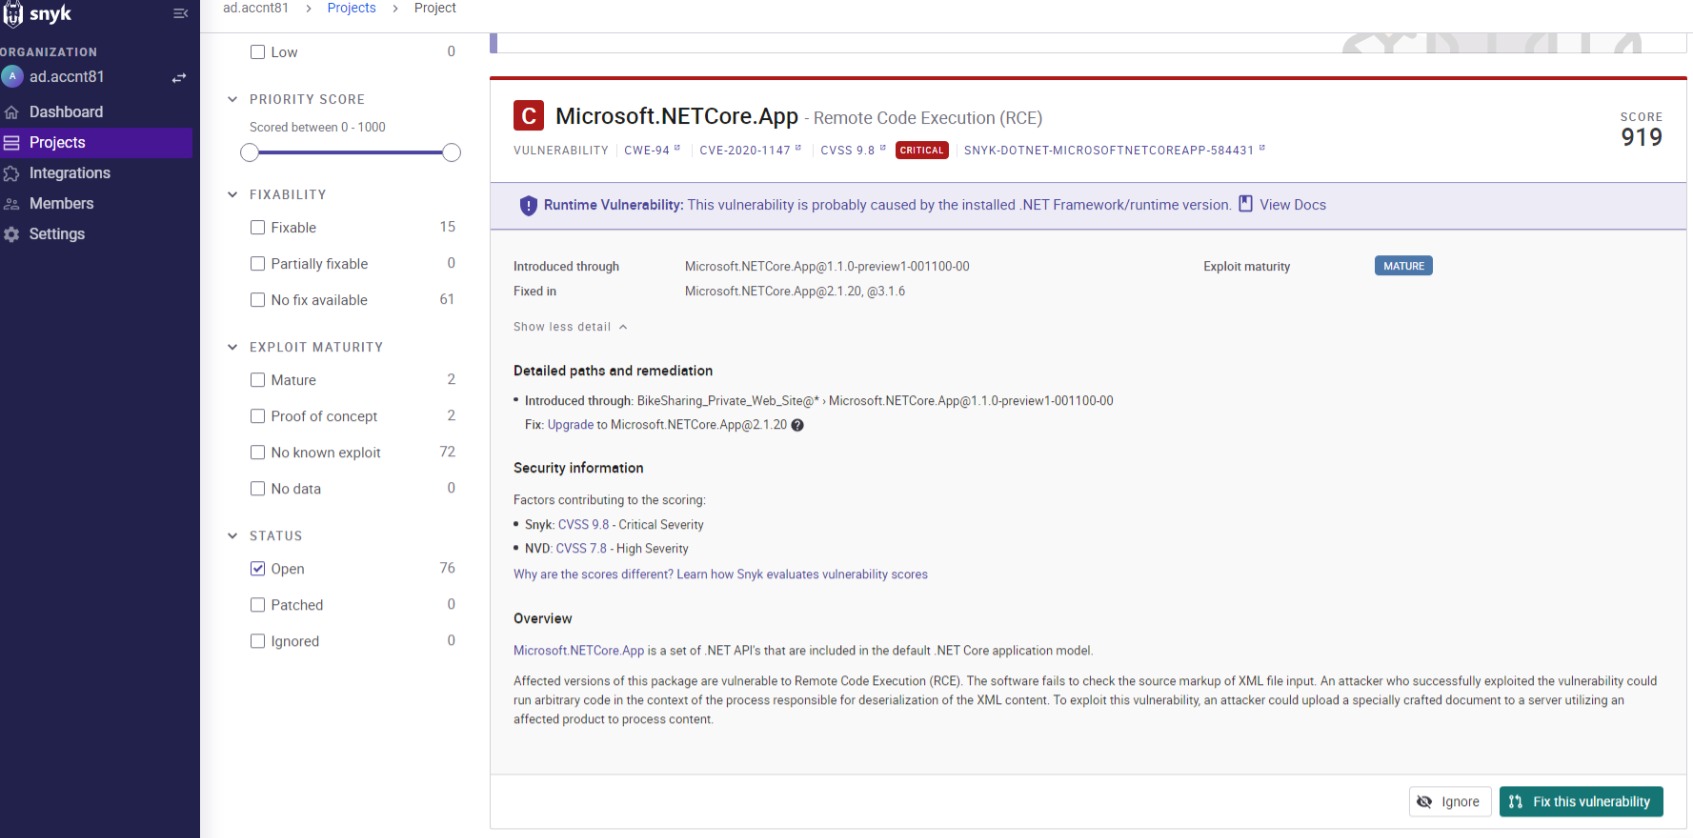 snyk
ad.accnt81 > Projects > Project
ORGANIZATION
A ad.accnt81
Dashboard
Projects
Integrations
Members
Settings
Low 0
PRIORITY SCORE
Scored between 0 - 1000
FIXABILITY
Fixable 15
Partially fixable 0
No fix available 61
EXPLOIT MATURITY
Mature 2
Proof of concept 2
No known exploit 72
No data 0
STATUS
Open 76
Patched 0
Ignored 0
C Microsoft.NETCore.App - Remote Code Execution (RCE)
VULNERABILITY | CWE-94 | CVE-2020-1147 | CVSS 9.8 CRITICAL | SNYK-DOTNET-MICROSOFTNETCOREAPP-584431
SCORE
919
Runtime Vulnerability: This vulnerability is probably caused by the installed .NET Framework/runtime version. View Docs
Introduced through Microsoft.NETCore.App@1.1.0-preview1-001100-00
Exploit maturity MATURE
Fixed in Microsoft.NETCore.App@2.1.20, @3.1.6
Show less detail
Detailed paths and remediation
• Introduced through: BikeSharing_Private_Web_Site@* › Microsoft.NETCore.App@1.1.0-preview1-001100-00
Fix: Upgrade to Microsoft.NETCore.App@2.1.20 ?
Security information
Factors contributing to the scoring:
• Snyk: CVSS 9.8 - Critical Severity
• NVD: CVSS 7.8 - High Severity
Why are the scores different? Learn how Snyk evaluates vulnerability scores
Overview
Microsoft.NETCore.App is a set of .NET API's that are included in the default .NET Core application model.
Affected versions of this package are vulnerable to Remote Code Execution (RCE). The software fails to check the source markup of XML file input. An attacker who successfully exploited the vulnerability could
run arbitrary code in the context of the process responsible for deserialization of the XML content. To exploit this vulnerability, an attacker could upload a specially crafted document to a server utilizing an
affected product to process content.
Ignore
Fix this vulnerability